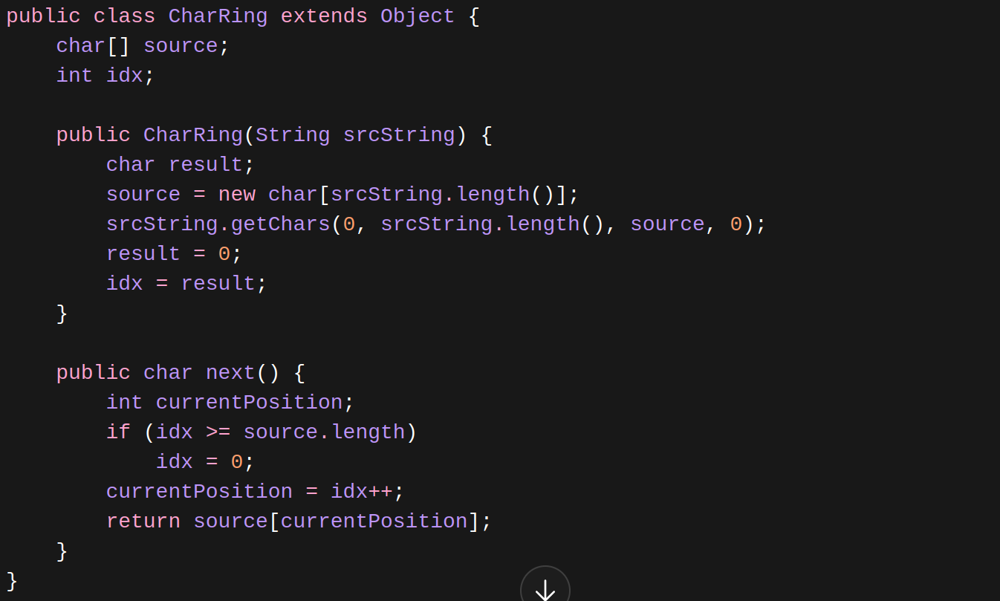 public class CharRing extends Object {
    char[] source;
    int idx;

    public CharRing(String srcString) {
        char result;
        source = new char[srcString.length()];
        srcString.getChars(0, srcString.length(), source, 0);
        result = 0;
        idx = result;
    }

    public char next() {
        int currentPosition;
        if (idx >= source.length)
            idx = 0;
        currentPosition = idx++;
        return source[currentPosition];
    }
}